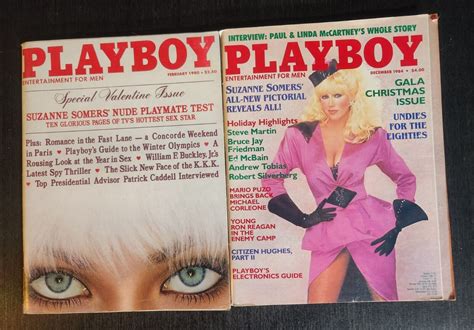 PLAYBOY
ENTERTAINMENT FOR MEN
FEBRUARY 1980 • $2.50
Special Valentine Issue
SUZANNE SOMERS' NUDE PLAYMATE TEST
TEN GLORIOUS PAGES OF TV'S HOTTEST SEX STAR
Plus: Romance in the Fast Lane — a Concorde Weekend
in Paris • Playboy's Guide to the Winter Olympics • A
Rousing Look at the Year in Sex • William F. Buckley, Jr.'s
Latest Spy Thriller • The Slick New Face of the K.K.K.
• Top Presidential Advisor Patrick Caddell Interviewed
INTERVIEW: PAUL & LINDA McCARTNEY'S WHOLE STORY
PLAYBOY
ENTERTAINMENT FOR MEN
DECEMBER 1984 • $4.00
SUZANNE SOMERS'
ALL-NEW PICTORIAL
REVEALS ALL!
Holiday Highlights
Steve Martin
Bruce Jay
Friedman
Ed McBain
Andrew Tobias
Robert Silverberg
MARIO PUZO
BRINGS BACK
MICHAEL
CORLEONE
YOUNG
RON REAGAN
IN THE
ENEMY CAMP
CITIZEN HUGHES,
PART II
PLAYBOY'S
ELECTRONICS GUIDE
GALA
CHRISTMAS
ISSUE
UNDIES FOR THE
EIGHTIES